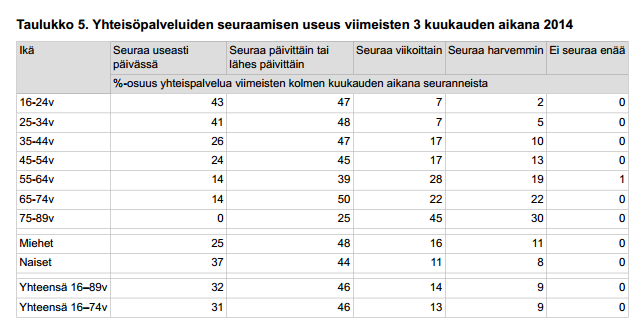 Taulukko 5. Yhteisöpalveluiden seuraamisen useus viimeisten 3 kuukauden aikana 2014
Ikä Seuraa useasti päivässä Seuraa päivittäin tai lähes päivittäin Seuraa viikoittain Seuraa harvemmin Ei seuraa enää
%-osuus yhteispalvelua viimeisten kolmen kuukauden aikana seuranneista
16-24v 43 47 7 2 0
25-34v 41 48 7 5 0
35-44v 26 47 17 10 0
45-54v 24 45 17 13 0
55-64v 14 39 28 19 1
65-74v 14 50 22 22 0
75-89v 0 25 45 30 0
Miehet 25 48 16 11 0
Naiset 37 44 11 8 0
Yhteensä 16–89v 32 46 14 9 0
Yhteensä 16–74v 31 46 13 9 0